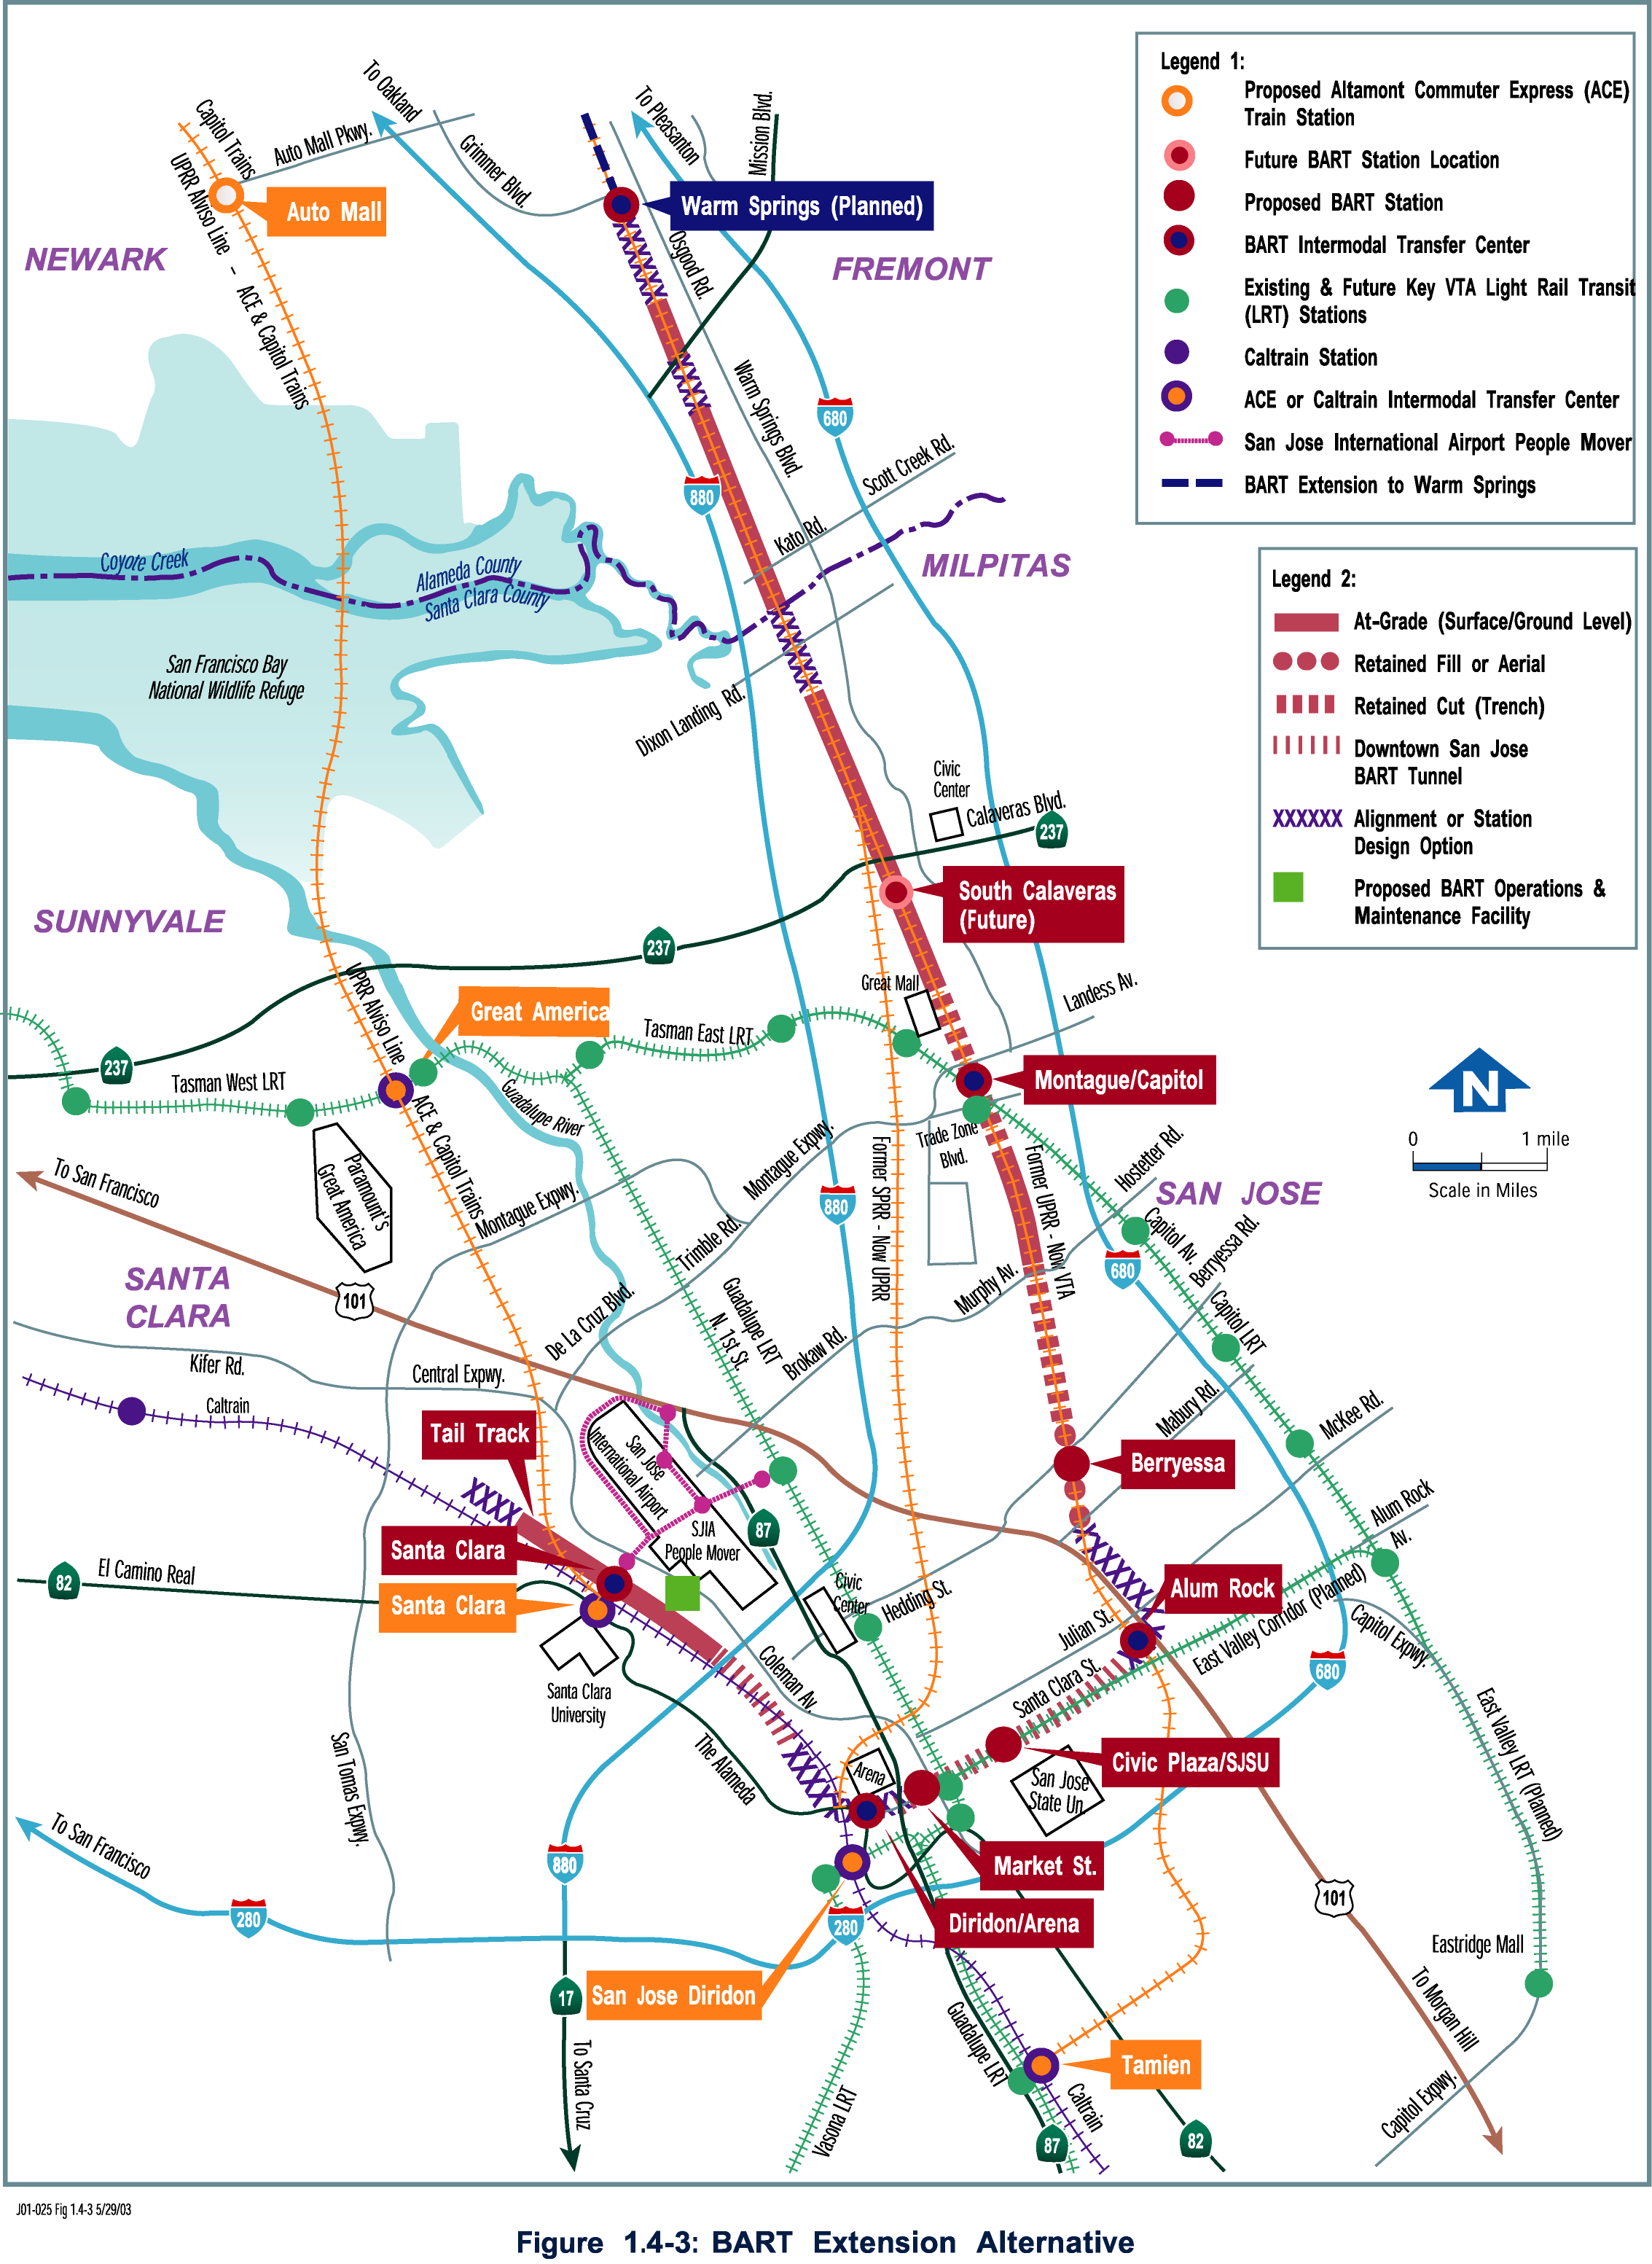 Legend 1:
Proposed Altamont Commuter Express (ACE)
Train Station
Future BART Station Location
Proposed BART Station
BART Intermodal Transfer Center
Existing & Future Key VTA Light Rail Transit
(LRT) Stations
Caltrain Station
ACE or Caltrain Intermodal Transfer Center
San Jose International Airport People Mover
BART Extension to Warm Springs
Legend 2:
At-Grade (Surface/Ground Level)
Retained Fill or Aerial
Retained Cut (Trench)
Downtown San Jose
BART Tunnel
XXXXXX Alignment or Station
Design Option
Proposed BART Operations &
Maintenance Facility
N
0 1 mile
Scale in Miles
To Oakland
To Pleasanton
Mission Blvd.
Capitol Trains
Auto Mall Pkwy.
Grimmer Blvd.
UPRR Alviso Line - ACE & Capitol Trains
Auto Mall
Warm Springs (Planned)
NEWARK
FREMONT
Osgood Rd.
Warm Springs Blvd.
680
880
Scott Creek Rd.
Kato Rd.
MILPITAS
Coyote Creek
Alameda County
Santa Clara County
San Francisco Bay
National Wildlife Refuge
Dixon Landing Rd.
Civic
Center
Calaveras Blvd.
237
South Calaveras
(Future)
SUNNYVALE
237
UPRR Alviso Line
Great America
Great Mall
Landess Av.
Tasman East LRT
237
Tasman West LRT
Guadalupe River
Montague/Capitol
ACE & Capitol Trains
Trade Zone
Blvd.
Montague Expwy.
Former SPRR - Now UPRR
Former UPRR - Now VTA
Hostetter Rd.
To San Francisco
Paramount's
Great America
Montague Expwy.
880
SAN JOSE
Capitol Av.
Berryessa Rd.
Trimble Rd.
680
SANTA
CLARA
101
De La Cruz Blvd.
Guadalupe LRT
N. 1st St.
Murphy Av.
Capitol LRT
Brokaw Rd.
Kifer Rd.
Central Expwy.
Caltrain
Mabury Rd.
McKee Rd.
Tail Track
San Jose
International Airport
Berryessa
Alum Rock
Av.
SJIA
People Mover
87
Santa Clara
82
El Camino Real
Santa Clara
Civic
Center
Hedding St.
Alum Rock
Julian St.
East Valley Corridor (Planned)
Capitol Expwy.
680
Santa Clara
University
Coleman Av.
Santa Clara St.
East Valley LRT (Planned)
San Tomas Expwy.
The Alameda
Arena
Civic Plaza/SJSU
San Jose
State Un.
To San Francisco
880
Market St.
280
280
Diridon/Arena
101
Eastridge Mall
17
San Jose Diridon
To Morgan Hill
To Santa Cruz
Guadalupe LRT
Tamien
Vasona LRT
Caltrain
Capitol Expwy.
87
82
J01-025 Fig 1.4-3 5/29/03
Figure 1.4-3: BART Extension Alternative